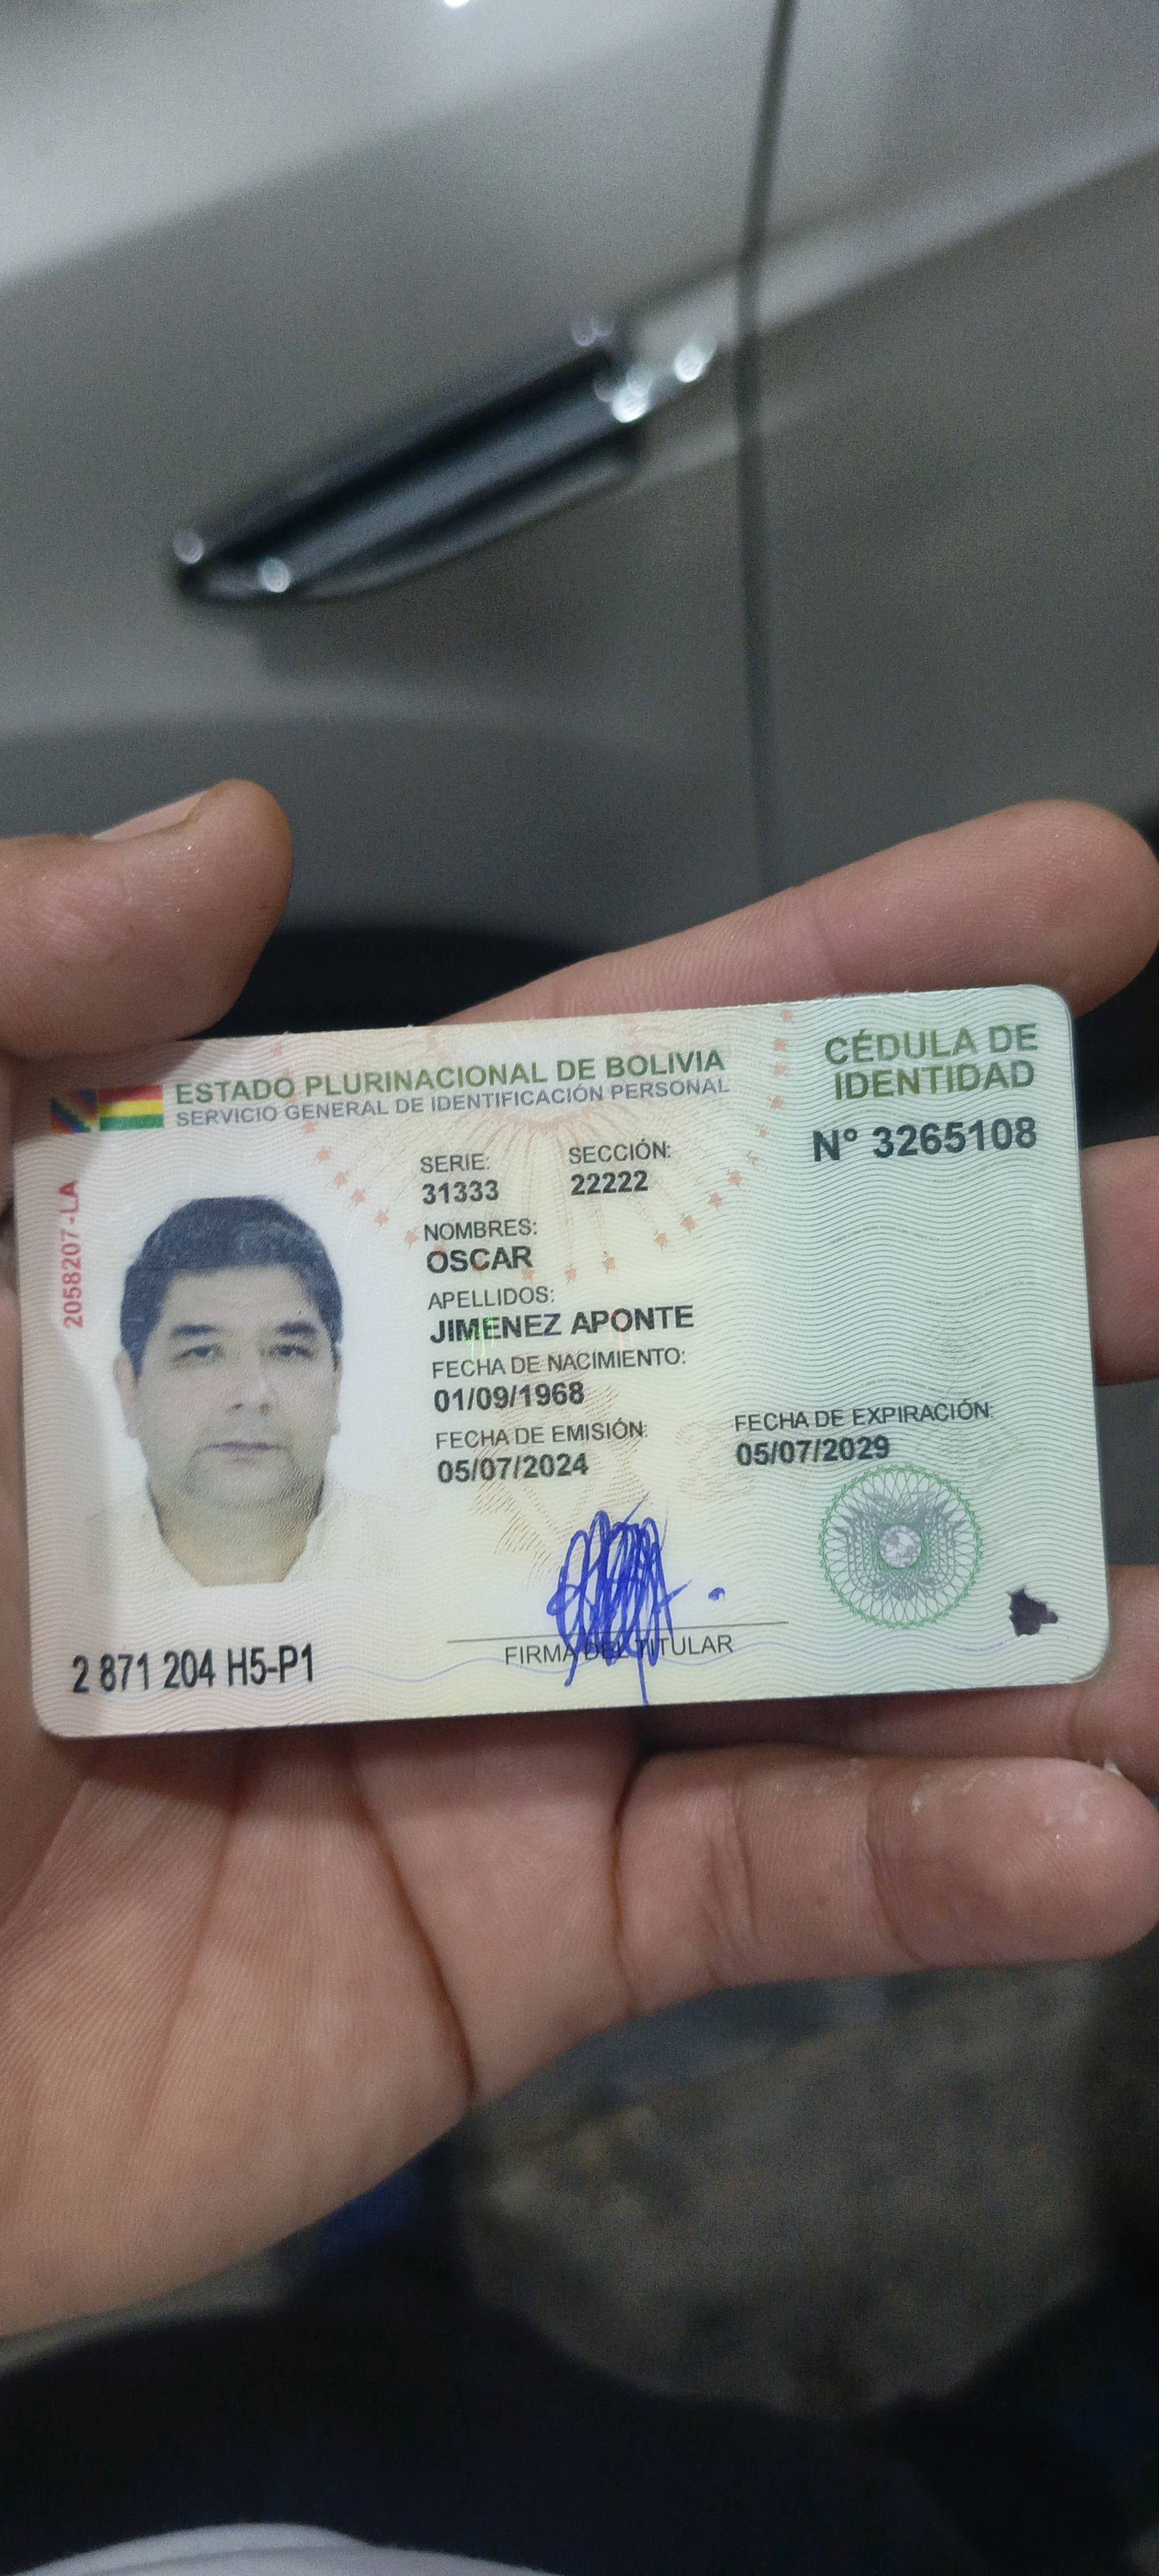 ESTADO PLURINACIONAL DE BOLIVIA
SERVICIO GENERAL DE IDENTIFICACIÓN PERSONAL
CÉDULA DE
IDENTIDAD
Nº 3265108
2058207-LA
SERIE:
31333
SECCIÓN:
22222
NOMBRES:
OSCAR
APELLIDOS:
JIMENEZ APONTE
FECHA DE NACIMIENTO:
01/09/1968
FECHA DE EMISIÓN:
05/07/2024
FECHA DE EXPIRACIÓN:
05/07/2029
FIRMA DEL TITULAR
2 871 204 H5-P1